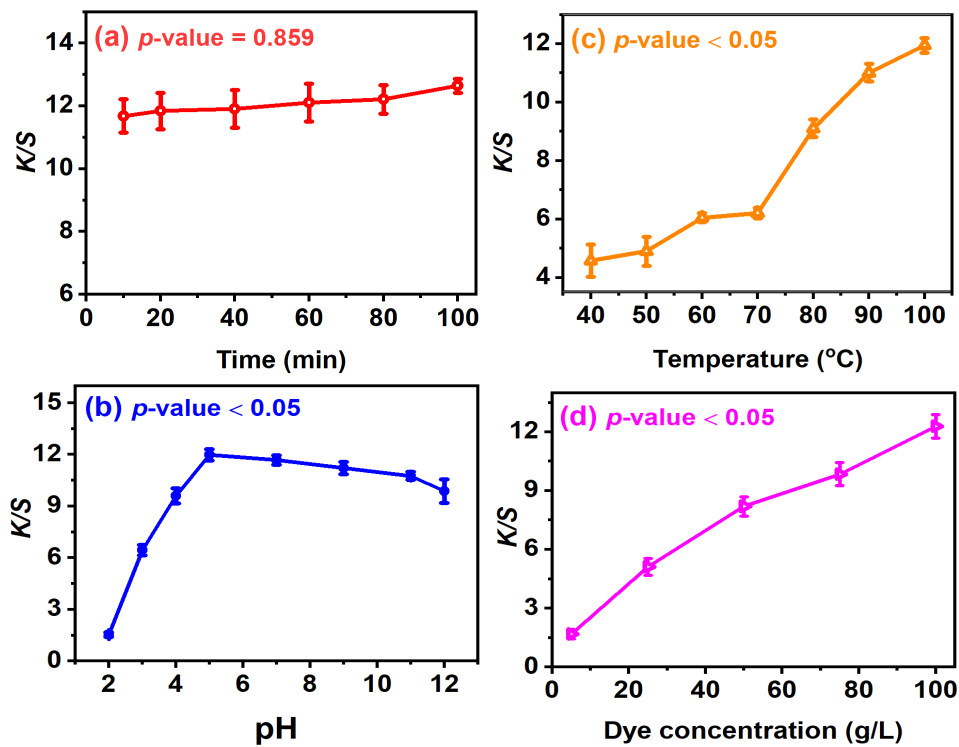 (a) p-value = 0.859
14
12
10
8
6
K/S
0 20 40 60 80 100
Time (min)
(c) p-value < 0.05
12
10
8
6
4
K/S
40 50 60 70 80 90 100
Temperature (°C)
(b) p-value < 0.05
15
12
9
6
3
0
K/S
2 4 6 8 10 12
pH
(d) p-value < 0.05
12
9
6
3
0
K/S
0 20 40 60 80 100
Dye concentration (g/L)